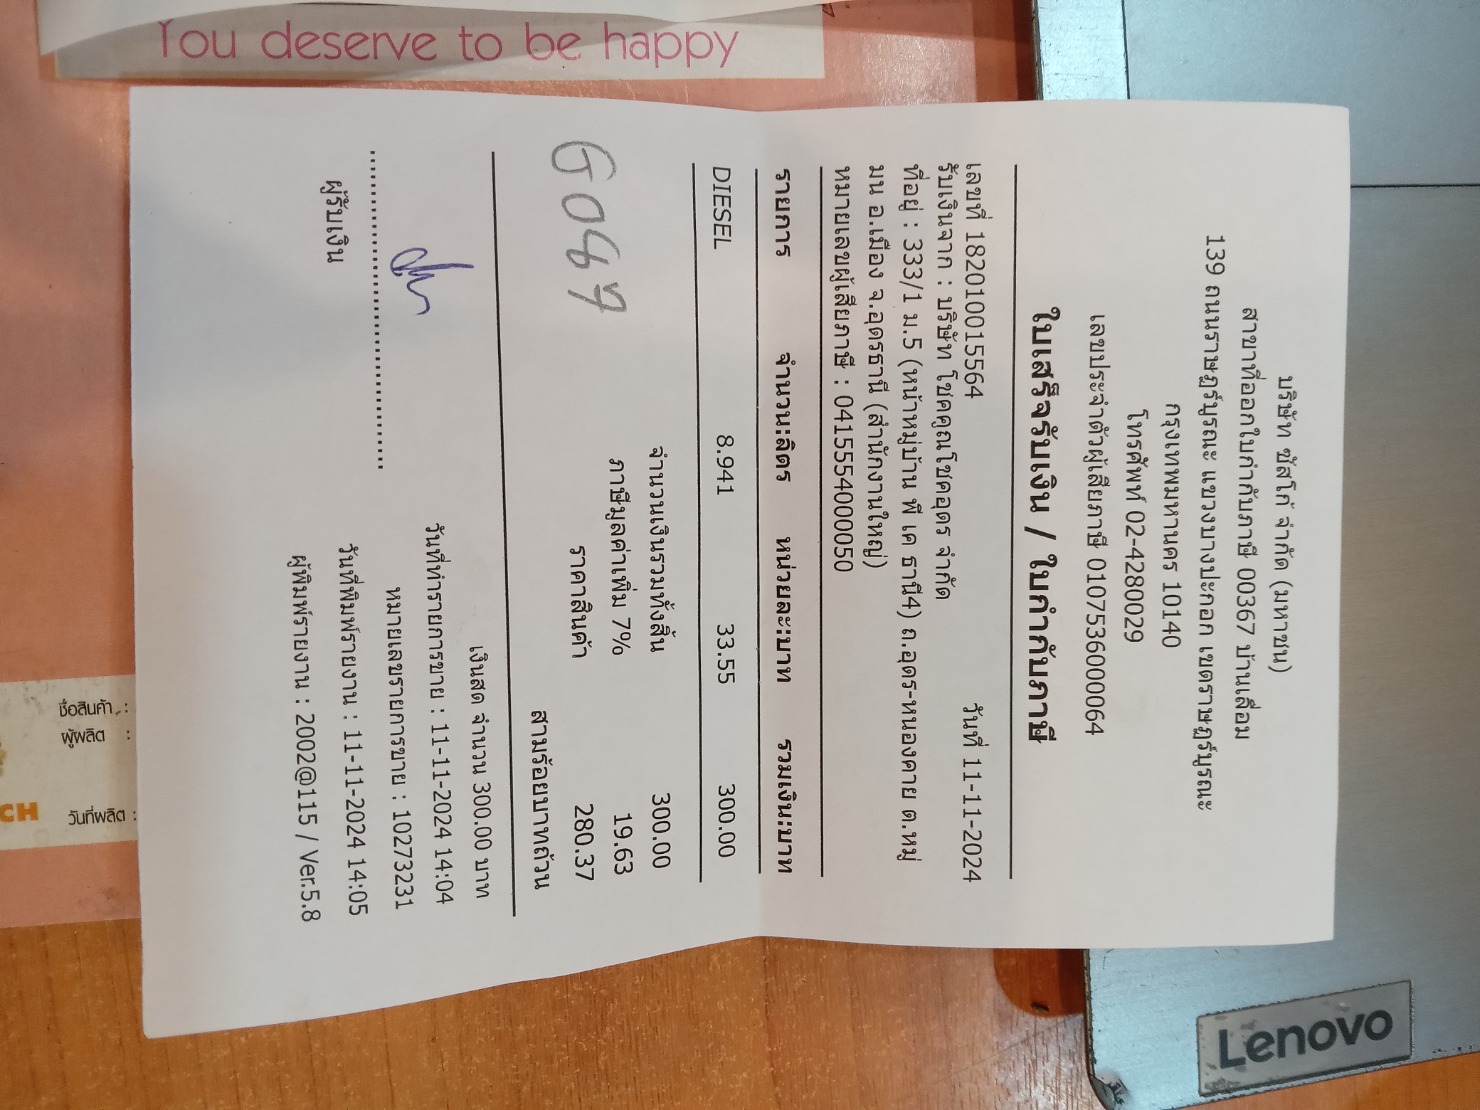 You deserve to be happy
บริษัท ซัสโก้ จำกัด (มหาชน)
สาขาที่ออกใบกำกับภาษี 00367 บ้านเลื่อม
139 ถนนราษฎร์บูรณะ แขวงบางปะกอก เขตราษฎร์บูรณะ
กรุงเทพมหานคร 10140
โทรศัพท์ 02-4280029
เลขประจำตัวผู้เสียภาษี 0107536000064
ใบเสร็จรับเงิน / ใบกำกับภาษี
เลขที่ 182010015564 วันที่ 11-11-2024
รับเงินจาก : บริษัท โชคคูณโชคอุดร จำกัด
ที่อยู่ : 333/1 ม.5 (หน้าหมู่บ้าน พี เค ธานี4) ถ.อุดร-หนองคาย ต.หมู
มน อ.เมือง จ.อุดรธานี (สำนักงานใหญ่)
หมายเลขผู้เสียภาษี : 0415554000050
รายการ จำนวน:ลิตร หน่วยละ:บาท รวมเงิน:บาท
DIESEL 8.941 33.55 300.00
จำนวนเงินรวมทั้งสิ้น 300.00
ภาษีมูลค่าเพิ่ม 7% 19.63
ราคาสินค้า 280.37
สามร้อยบาทถ้วน
เงินสด จำนวน 300.00 บาท
วันที่ทำรายการขาย : 11-11-2024 14:04
หมายเลขรายการขาย : 10273231
วันที่พิมพ์รายงาน : 11-11-2024 14:05
ผู้พิมพ์รายงาน : 2002@115 / Ver.5.8
ผู้รับเงิน
ชื่อสินค้า :
ผู้ผลิต :
วันที่ผลิต :
CH
Lenovo